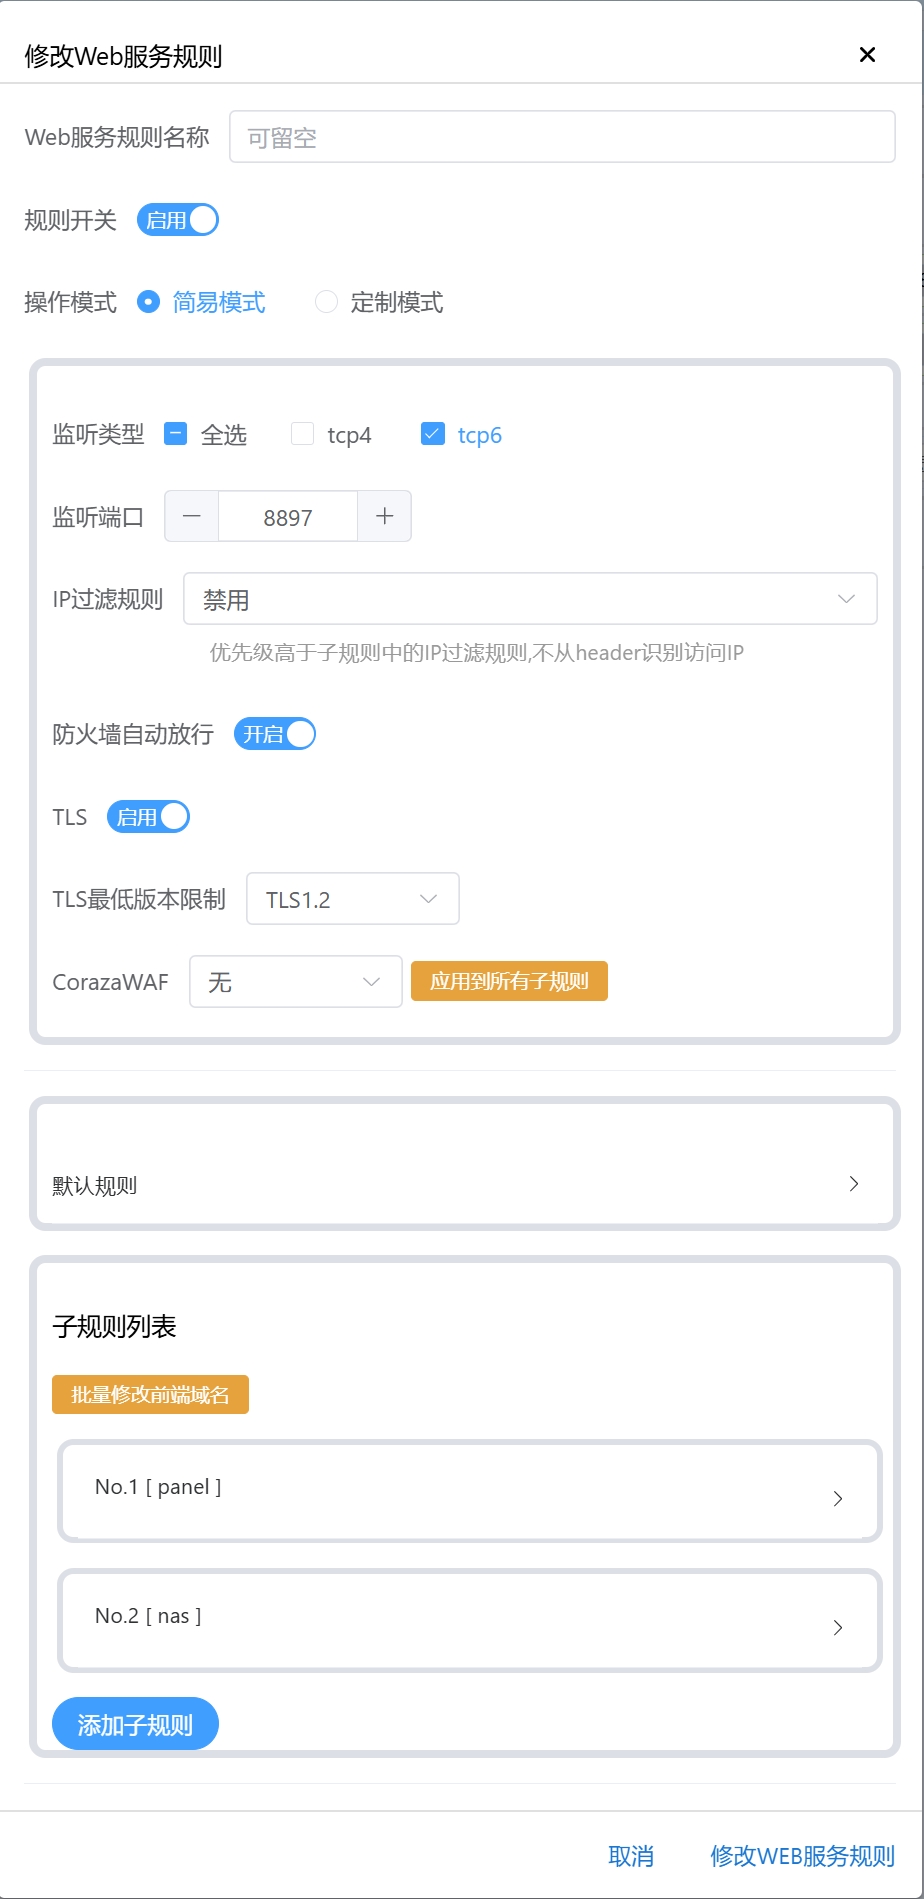 修改Web服务规则
Web服务规则名称 可留空
规则开关 启用
操作模式 简易模式 定制模式
监听类型 全选 tcp4 tcp6
监听端口 8897
IP过滤规则 禁用
优先级高于子规则中的IP过滤规则,不从header识别访问IP
防火墙自动放行 开启
TLS 启用
TLS最低版本限制 TLS1.2
CorazaWAF 无 应用到所有子规则
默认规则
子规则列表
批量修改前端域名
No.1 [ panel ]
No.2 [ nas ]
添加子规则
取消 修改WEB服务规则